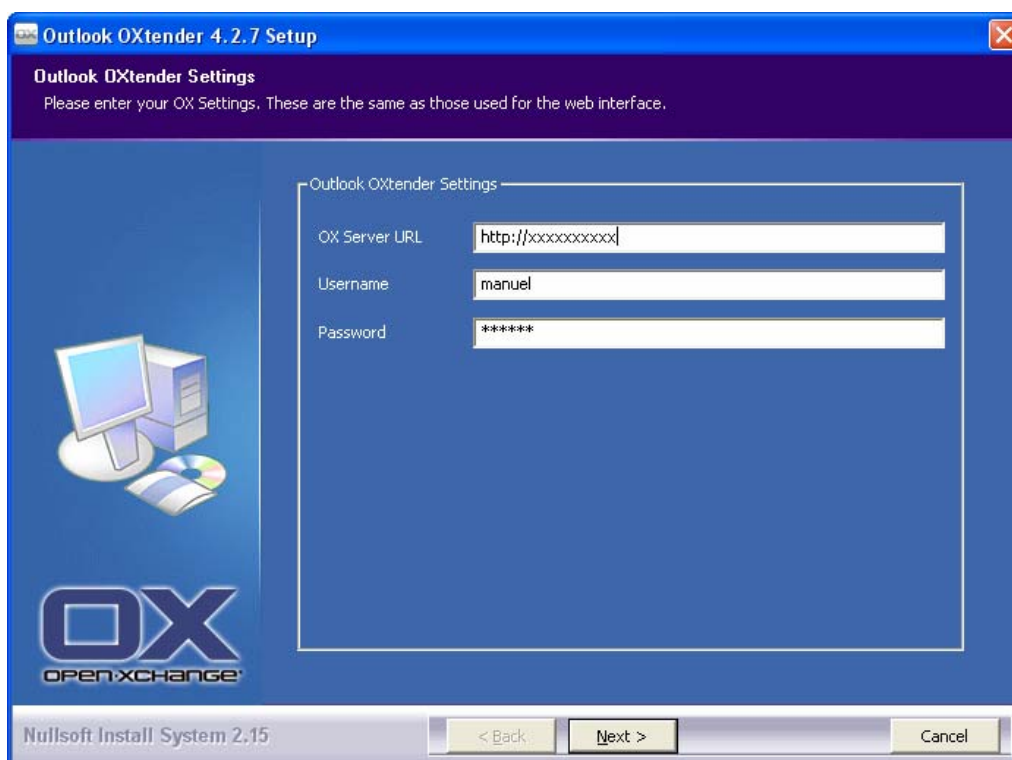 Outlook OXtender 4.2.7 Setup
Outlook OXtender Settings
Please enter your OX Settings. These are the same as those used for the web interface.
Outlook OXtender Settings
OX Server URL
http://xxxxxxxxxx
Username
manuel
Password
******
OX
OPEN-XCHANGE
Nullsoft Install System 2.15
< Back
Next >
Cancel